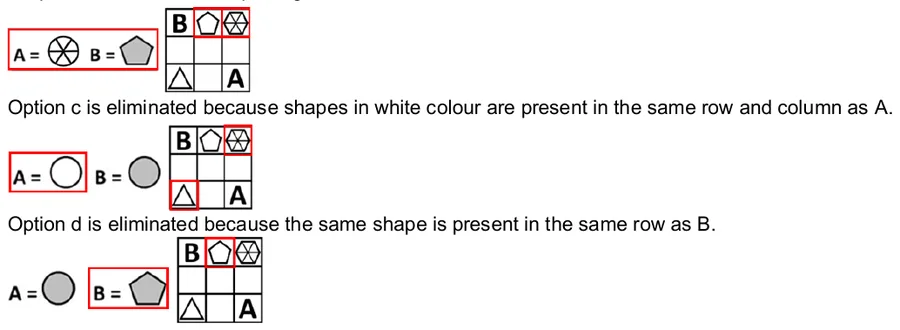 B
A = B =
A
Option c is eliminated because shapes in white colour are present in the same row and column as A.
B
A = B =
A
Option d is eliminated because the same shape is present in the same row as B.
B
A = B =
A